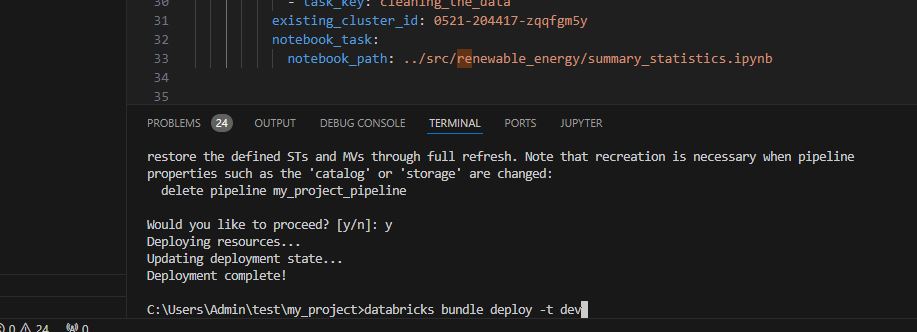 30 - task_key: cleaning_the_data
31 existing_cluster_id: 0521-204417-zqqfgm5y
32 notebook_task:
33 notebook_path: ../src/renewable_energy/summary_statistics.ipynb
34
35
PROBLEMS 24 OUTPUT DEBUG CONSOLE TERMINAL PORTS JUPYTER
restore the defined STs and MVs through full refresh. Note that recreation is necessary when pipeline
properties such as the 'catalog' or 'storage' are changed:
delete pipeline my_project_pipeline
Would you like to proceed? [y/n]: y
Deploying resources...
Updating deployment state...
Deployment complete!
C:\Users\Admin\test\my_project>databricks bundle deploy -t dev
0 24 0